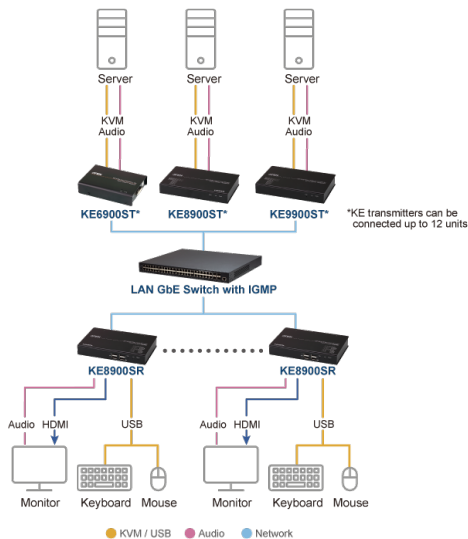 Server Server Server
KVM Audio KVM Audio KVM Audio
KE6900ST* KE8900ST* KE9900ST*
*KE transmitters can be
connected up to 12 units
LAN GbE Switch with IGMP
KE8900SR KE8900SR
Audio HDMI USB Audio HDMI USB
Monitor Keyboard Mouse Monitor Keyboard Mouse
KVM / USB Audio Network